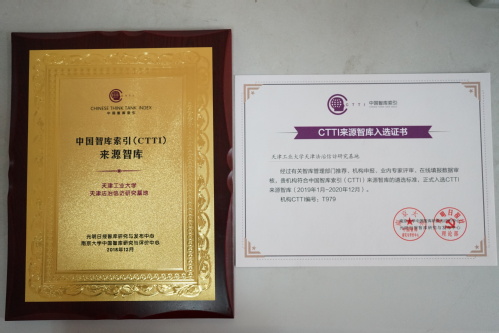 CHINESE THINK TANK INDEX
中国智库索引
中国智库索引(CTTI)
来源智库
天津工业大学
天津法治信访研究基地
光明日报智库研究与发布中心
南京大学中国智库研究与评价中心
2018年12月
CTTI 中国智库索引
CTTI来源智库入选证书
天津工业大学天津法治信访研究基地
经过有关智库管理部门推荐、机构申报、业内专家评审、在线填报数据审
核，贵机构符合中国智库索引（CTTI）来源智库的遴选标准，正式入选CTTI
来源智库（2019年1月-2020年12月）。
机构CTTI编号：T979